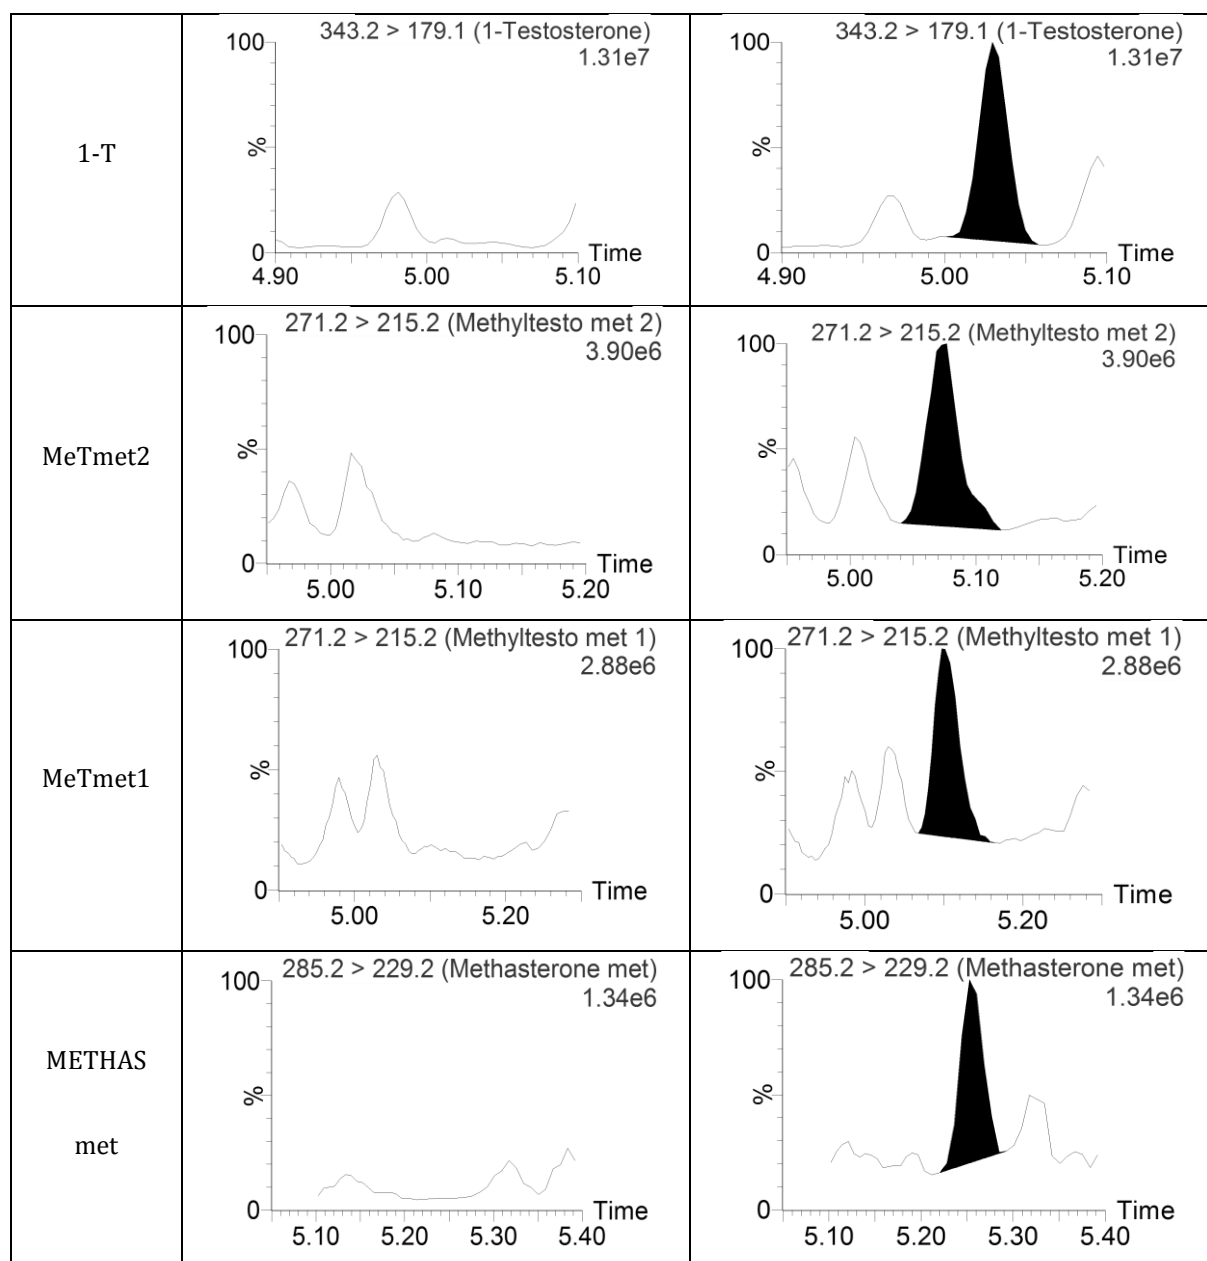 1-T
343.2 > 179.1 (1-Testosterone)
1.31e7
100
%
0
Time
4.90 5.00 5.10
343.2 > 179.1 (1-Testosterone)
1.31e7
100
%
0
Time
4.90 5.00 5.10
MeTmet2
271.2 > 215.2 (Methyltesto met 2)
3.90e6
100
%
0
Time
5.00 5.10 5.20
271.2 > 215.2 (Methyltesto met 2)
3.90e6
100
%
0
Time
5.00 5.10 5.20
MeTmet1
271.2 > 215.2 (Methyltesto met 1)
2.88e6
100
%
0
Time
5.00 5.20
271.2 > 215.2 (Methyltesto met 1)
2.88e6
100
%
0
Time
5.00 5.20
METHAS
met
285.2 > 229.2 (Methasterone met)
1.34e6
100
%
0
Time
5.10 5.20 5.30 5.40
285.2 > 229.2 (Methasterone met)
1.34e6
100
%
0
Time
5.10 5.20 5.30 5.40